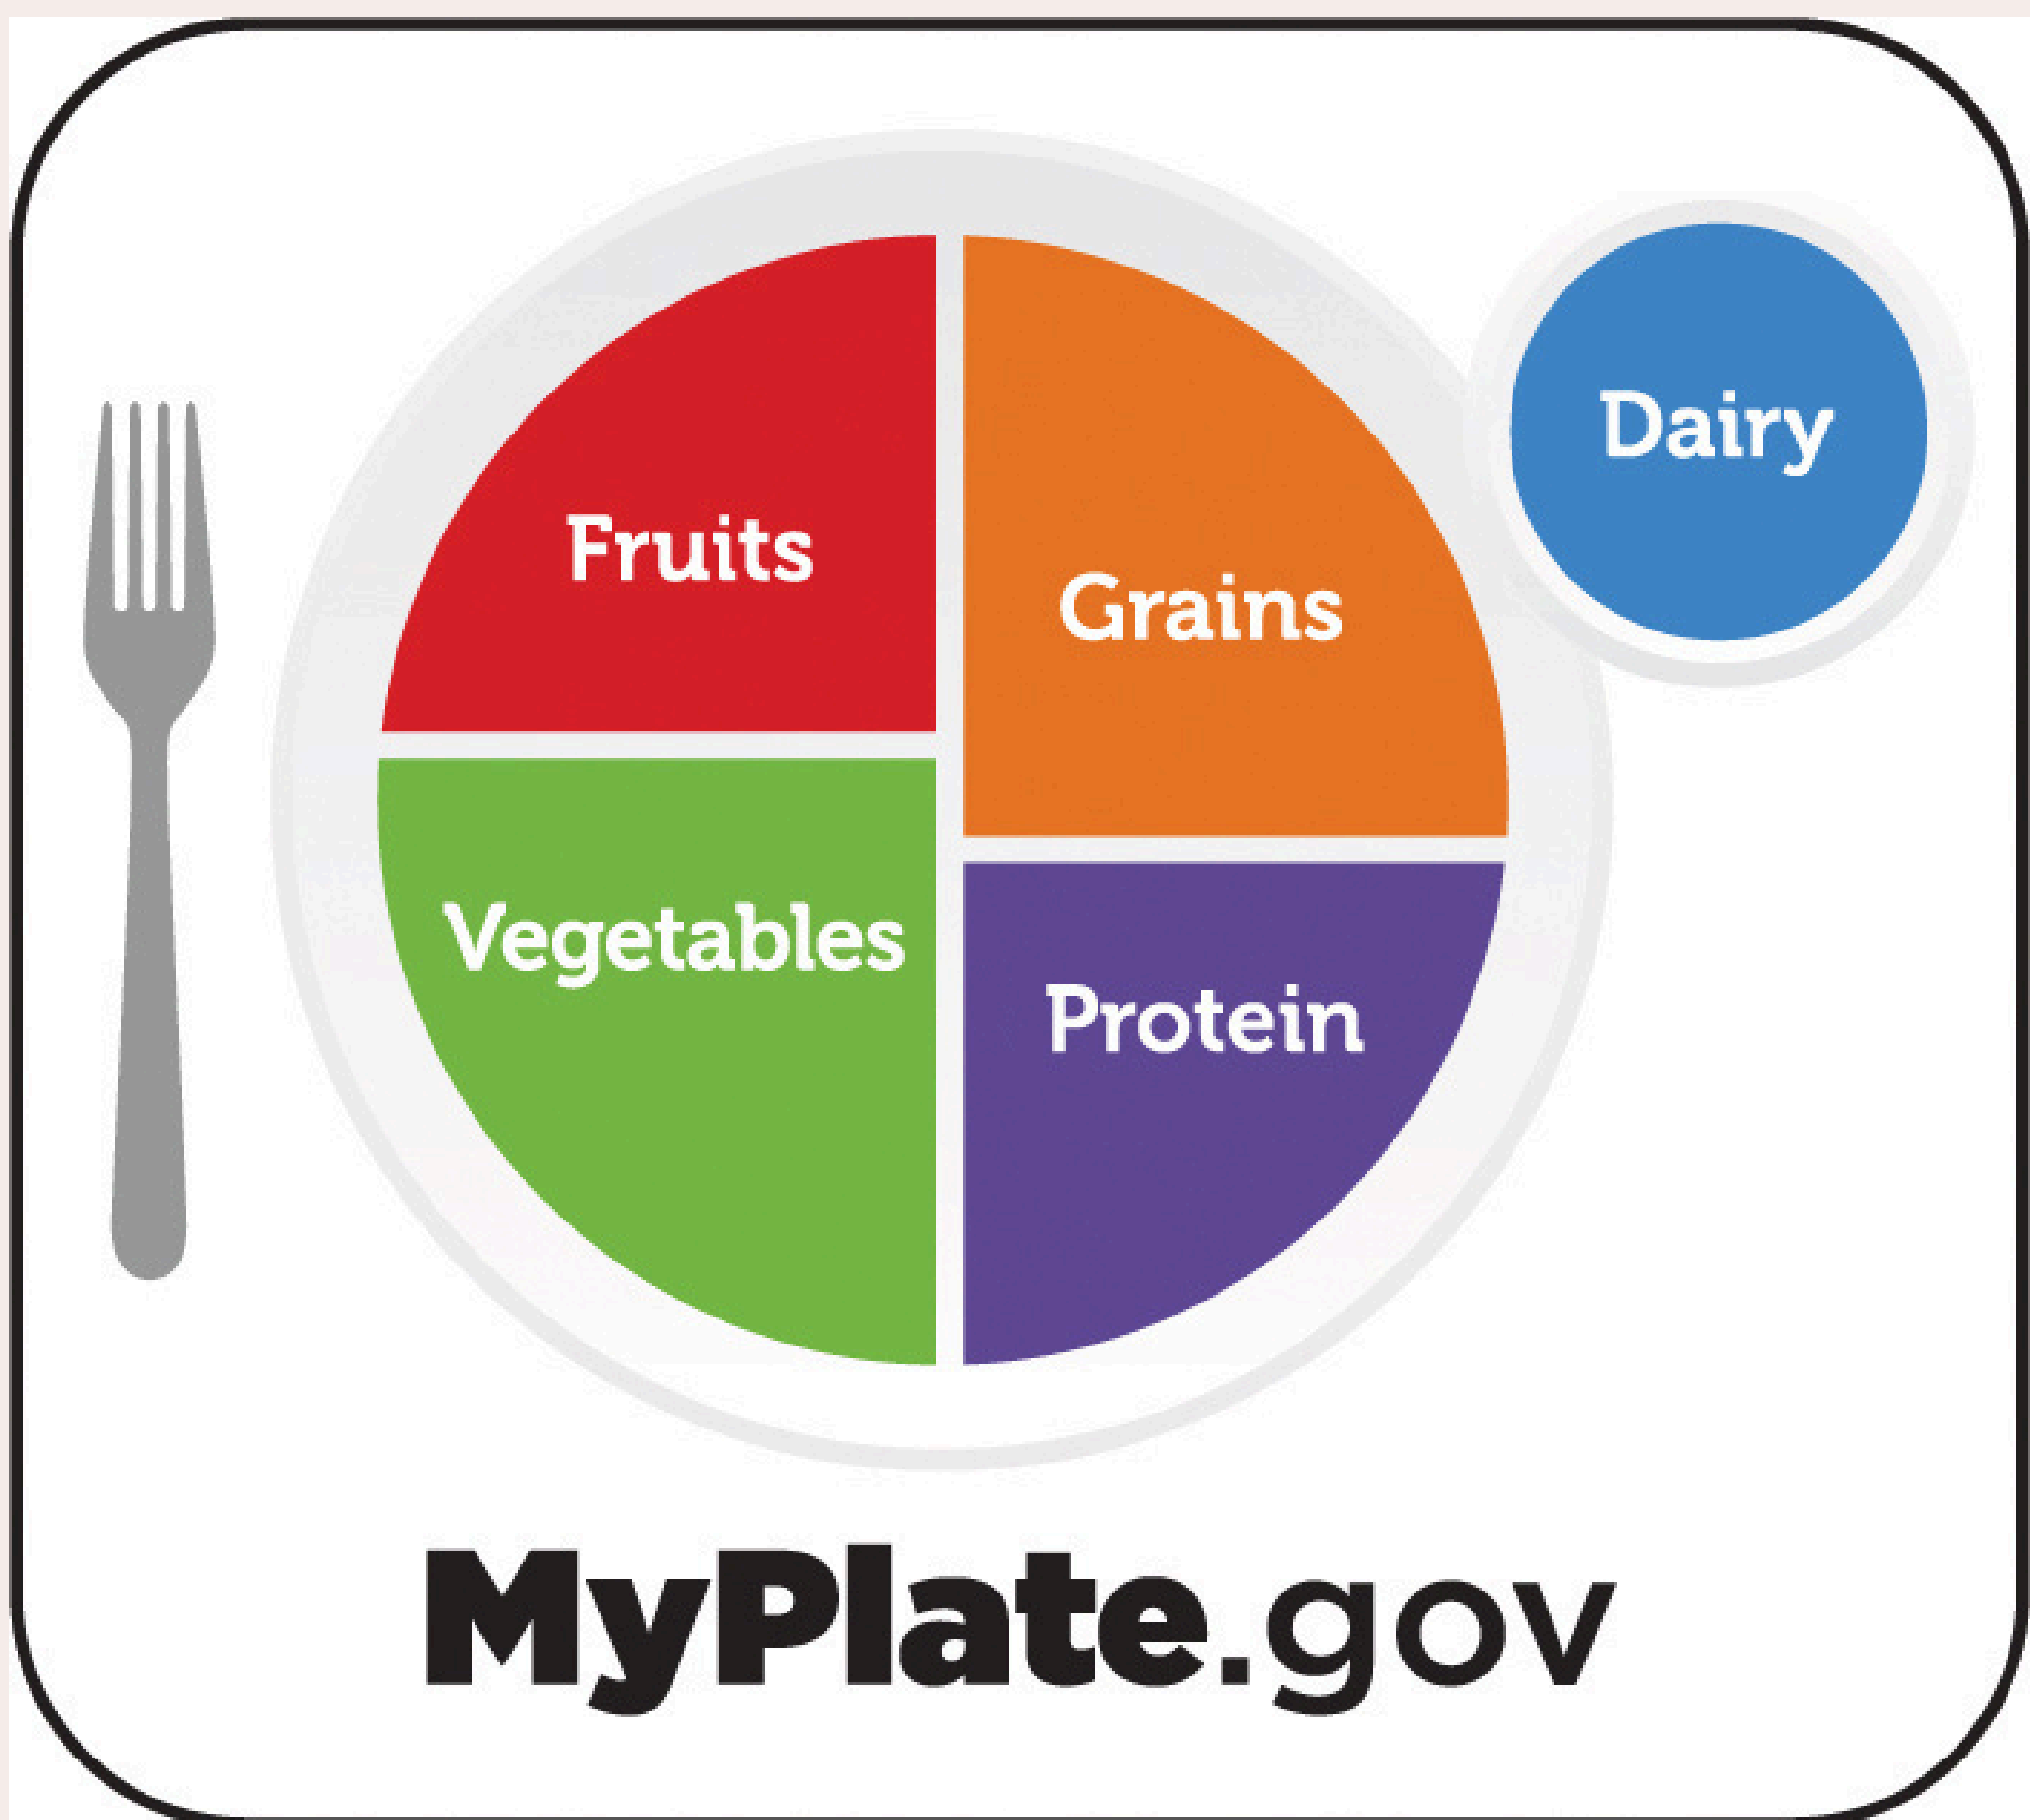 Fruits
Grains
Dairy
Vegetables
Protein
MyPlate.gov